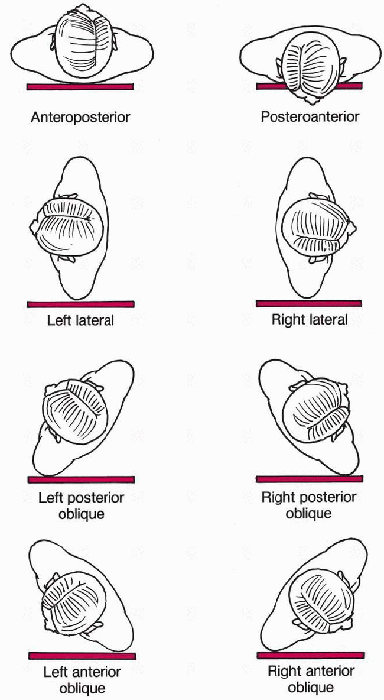 Anteroposterior
Posteroanterior
Left lateral
Right lateral
Left posterior
oblique
Right posterior
oblique
Left anterior
oblique
Right anterior
oblique